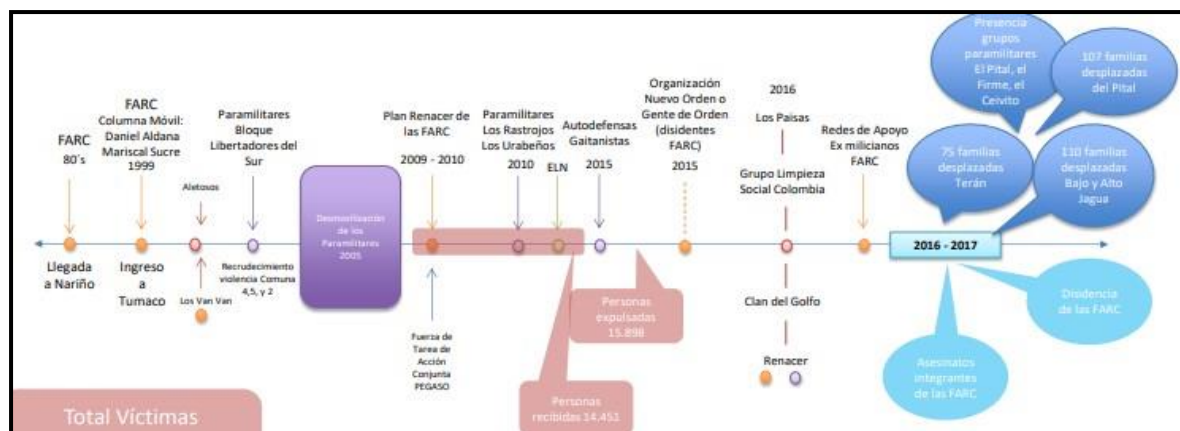 FARC
80´s
Llegada
a Nariño
FARC
Columna Móvil:
Daniel Aldana
Mariscal Sucre
1999
Ingreso
a
Tumaco
Aletosos
Los Van Van
Paramilitares
Bloque
Libertadores del
Sur
Recrudecimiento
violencia Comuna
4,5, y 2
Desmovilización
de los
Paramilitares
2005
Plan Renacer de
las FARC
2009 - 2010
Fuerza de
Tarea de
Acción
Conjunta
PEGASO
Paramilitares
Los Rastrojos
Los Urabeños
2010
ELN
Autodefensas
Gaitanistas
2015
Personas
expulsadas
15.898
Personas
recibidas 14.451
Organización
Nuevo Orden o
Gente de Orden
(disidentes
FARC)
2015
2016
Los Paisas
Grupo Limpieza
Social Colombia
Clan del Golfo
Renacer
Redes de Apoyo
Ex milicianos
FARC
Presencia
grupos
paramilitares
El Pital, el
Firme, el
Ceivito
107 familias
desplazadas
del Pital
75 familias
desplazadas
Terán
110 familias
desplazadas
Bajo y Alto
Jagua
2016 - 2017
Disidencia
de las FARC
Asesinatos
integrantes
de las FARC
Total Víctimas